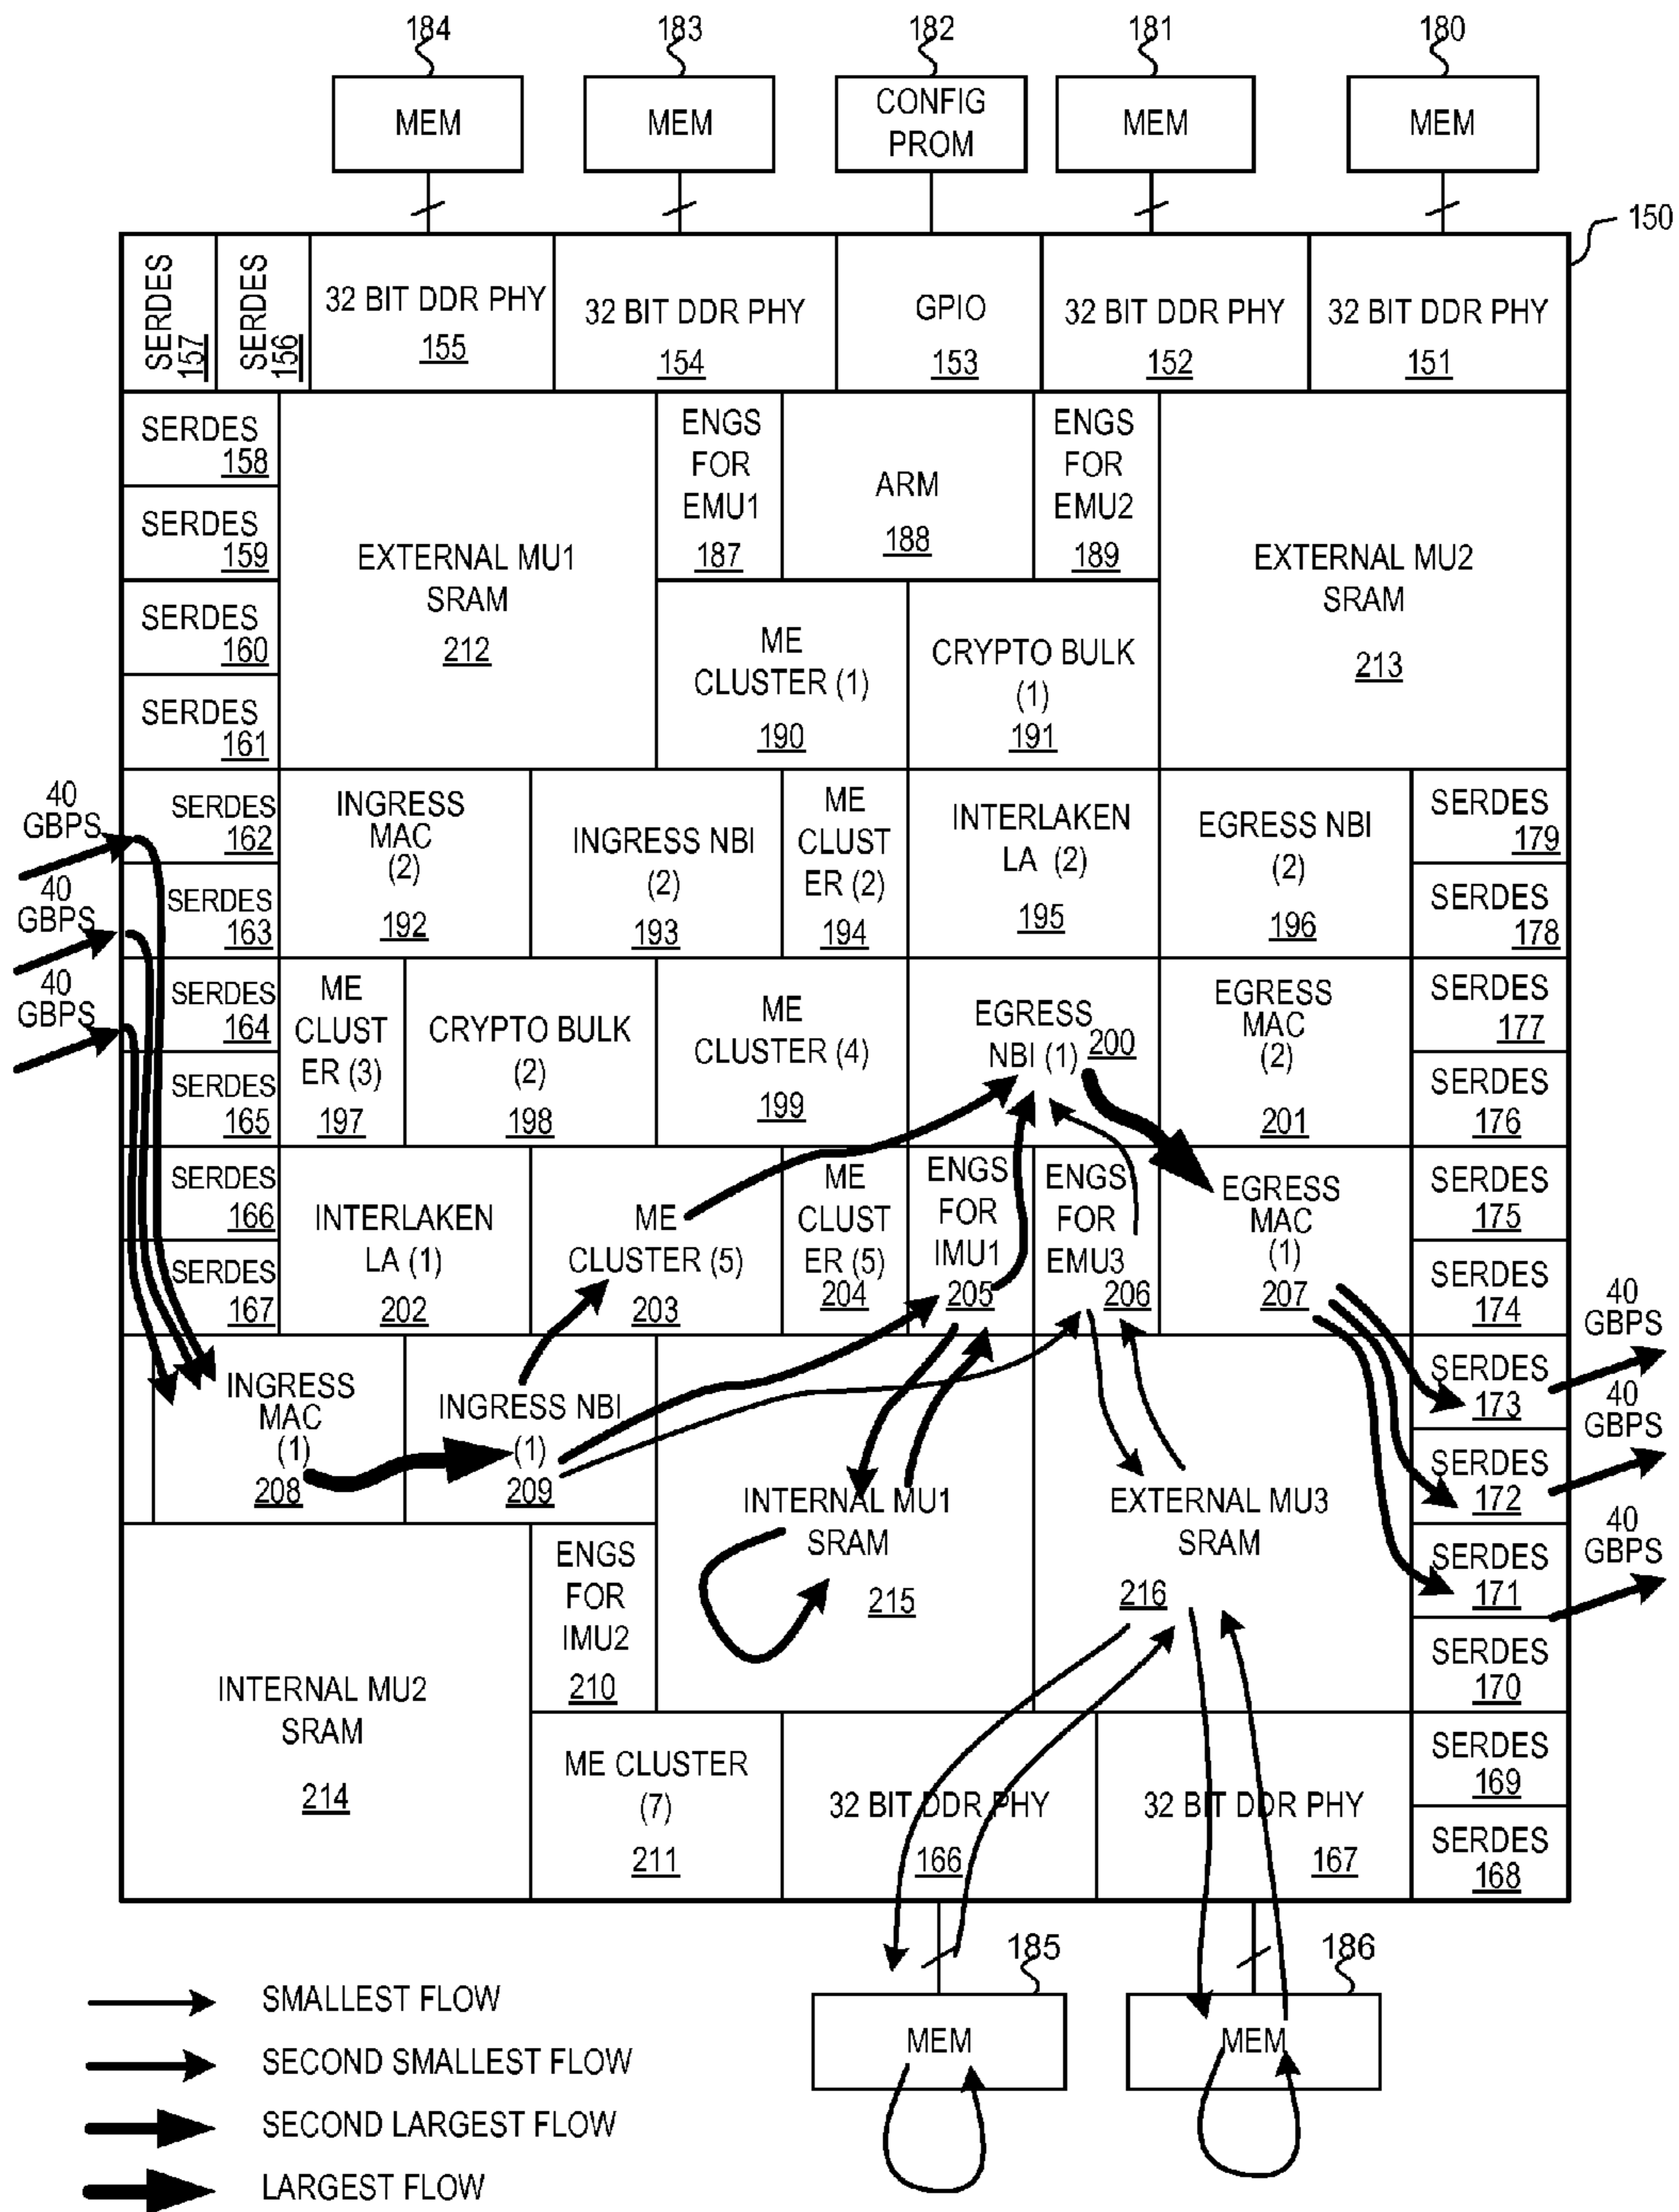 184
183
182
181
180
MEM
MEM
CONFIG
PROM
MEM
MEM
150
SERDES
157
SERDES
156
32 BIT DDR PHY
155
32 BIT DDR PHY
154
GPIO
153
32 BIT DDR PHY
152
32 BIT DDR PHY
151
SERDES
158
SERDES
159
SERDES
160
SERDES
161
EXTERNAL MU1
SRAM
212
ENGS
FOR
EMU1
187
ARM
188
ENGS
FOR
EMU2
189
EXTERNAL MU2
SRAM
213
ME
CLUSTER (1)
190
CRYPTO BULK
(1)
191
40
GBPS
40
GBPS
40
GBPS
SERDES
162
SERDES
163
INGRESS
MAC
(2)
192
INGRESS NBI
(2)
193
ME
CLUST
ER (2)
194
INTERLAKEN
LA (2)
195
EGRESS NBI
(2)
196
SERDES
179
SERDES
178
SERDES
164
SERDES
165
ME
CLUST
ER (3)
197
CRYPTO BULK
(2)
198
ME
CLUSTER (4)
199
EGRESS
NBI (1) 200
EGRESS
MAC
(2)
201
SERDES
177
SERDES
176
SERDES
166
SERDES
167
INTERLAKEN
LA (1)
202
ME
CLUSTER (5)
203
ME
CLUST
ER (5)
204
ENGS
FOR
IMU1
205
ENGS
FOR
EMU3
206
EGRESS
MAC
(1)
207
SERDES
175
SERDES
174
INGRESS
MAC
(1)
208
INGRESS NBI
(1)
209
INTERNAL MU1
SRAM
215
EXTERNAL MU3
SRAM
216
SERDES
173
SERDES
172
SERDES
171
SERDES
170
40
GBPS
40
GBPS
40
GBPS
INTERNAL MU2
SRAM
214
ENGS
FOR
IMU2
210
ME CLUSTER
(7)
211
32 BIT DDR PHY
166
32 BIT DDR PHY
167
SERDES
169
SERDES
168
185
186
MEM
MEM
SMALLEST FLOW
SECOND SMALLEST FLOW
SECOND LARGEST FLOW
LARGEST FLOW